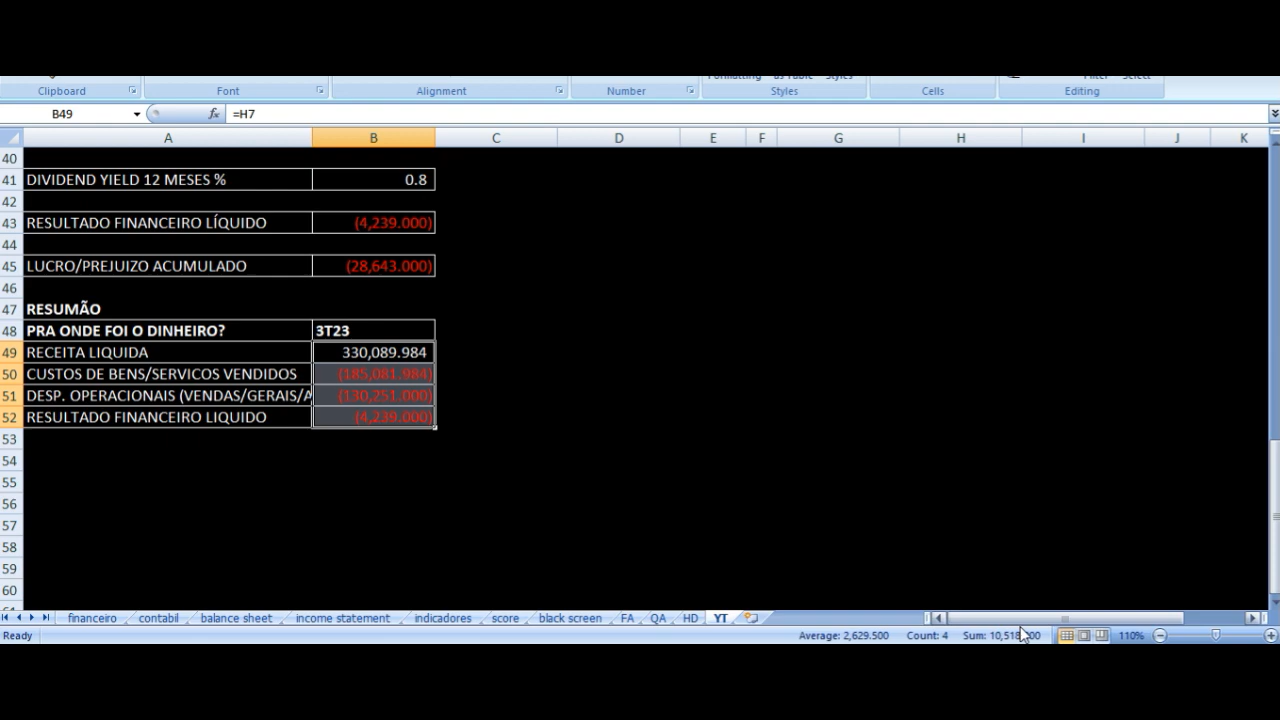 Clipboard Font Alignment Number Styles Cells Editing
B49 fx =H7
A B C D E F G H I J K
40
41 DIVIDEND YIELD 12 MESES % 0.8
42
43 RESULTADO FINANCEIRO LÍQUIDO (4,239.000)
44
45 LUCRO/PREJUIZO ACUMULADO (28,643.000)
46
47 RESUMÃO
48 PRA ONDE FOI O DINHEIRO? 3T23
49 RECEITA LIQUIDA 330,089.984
50 CUSTOS DE BENS/SERVICOS VENDIDOS (185,081.984)
51 DESP. OPERACIONAIS (VENDAS/GERAIS/A (130,251.000)
52 RESULTADO FINANCEIRO LIQUIDO (4,239.000)
53
54
55
56
57
58
59
60
financeiro contabil balance sheet income statement indicadores score black screen FA QA HD YT
Ready Average: 2,629.500 Count: 4 Sum: 10,518.000 110%